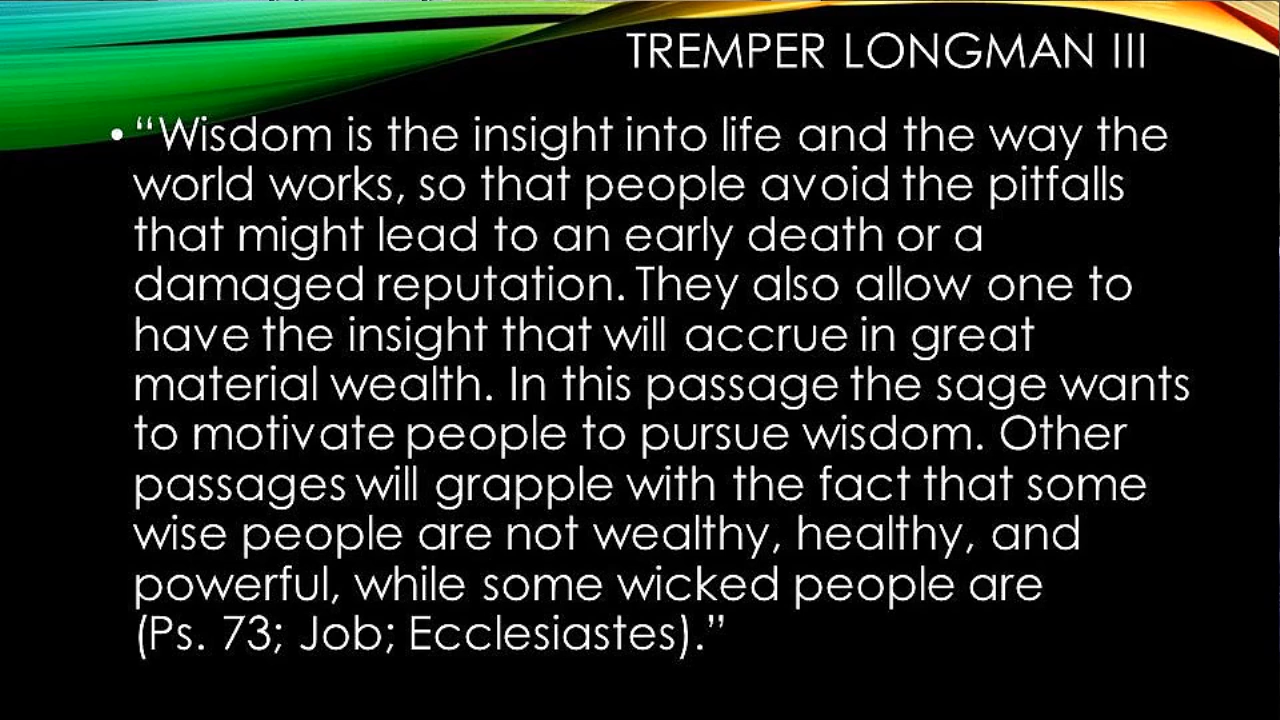 TREMPER LONGMAN III
• “Wisdom is the insight into life and the way the
world works, so that people avoid the pitfalls
that might lead to an early death or a
damaged reputation. They also allow one to
have the insight that will accrue in great
material wealth. In this passage the sage wants
to motivate people to pursue wisdom. Other
passages will grapple with the fact that some
wise people are not wealthy, healthy, and
powerful, while some wicked people are
(Ps. 73; Job; Ecclesiastes).”